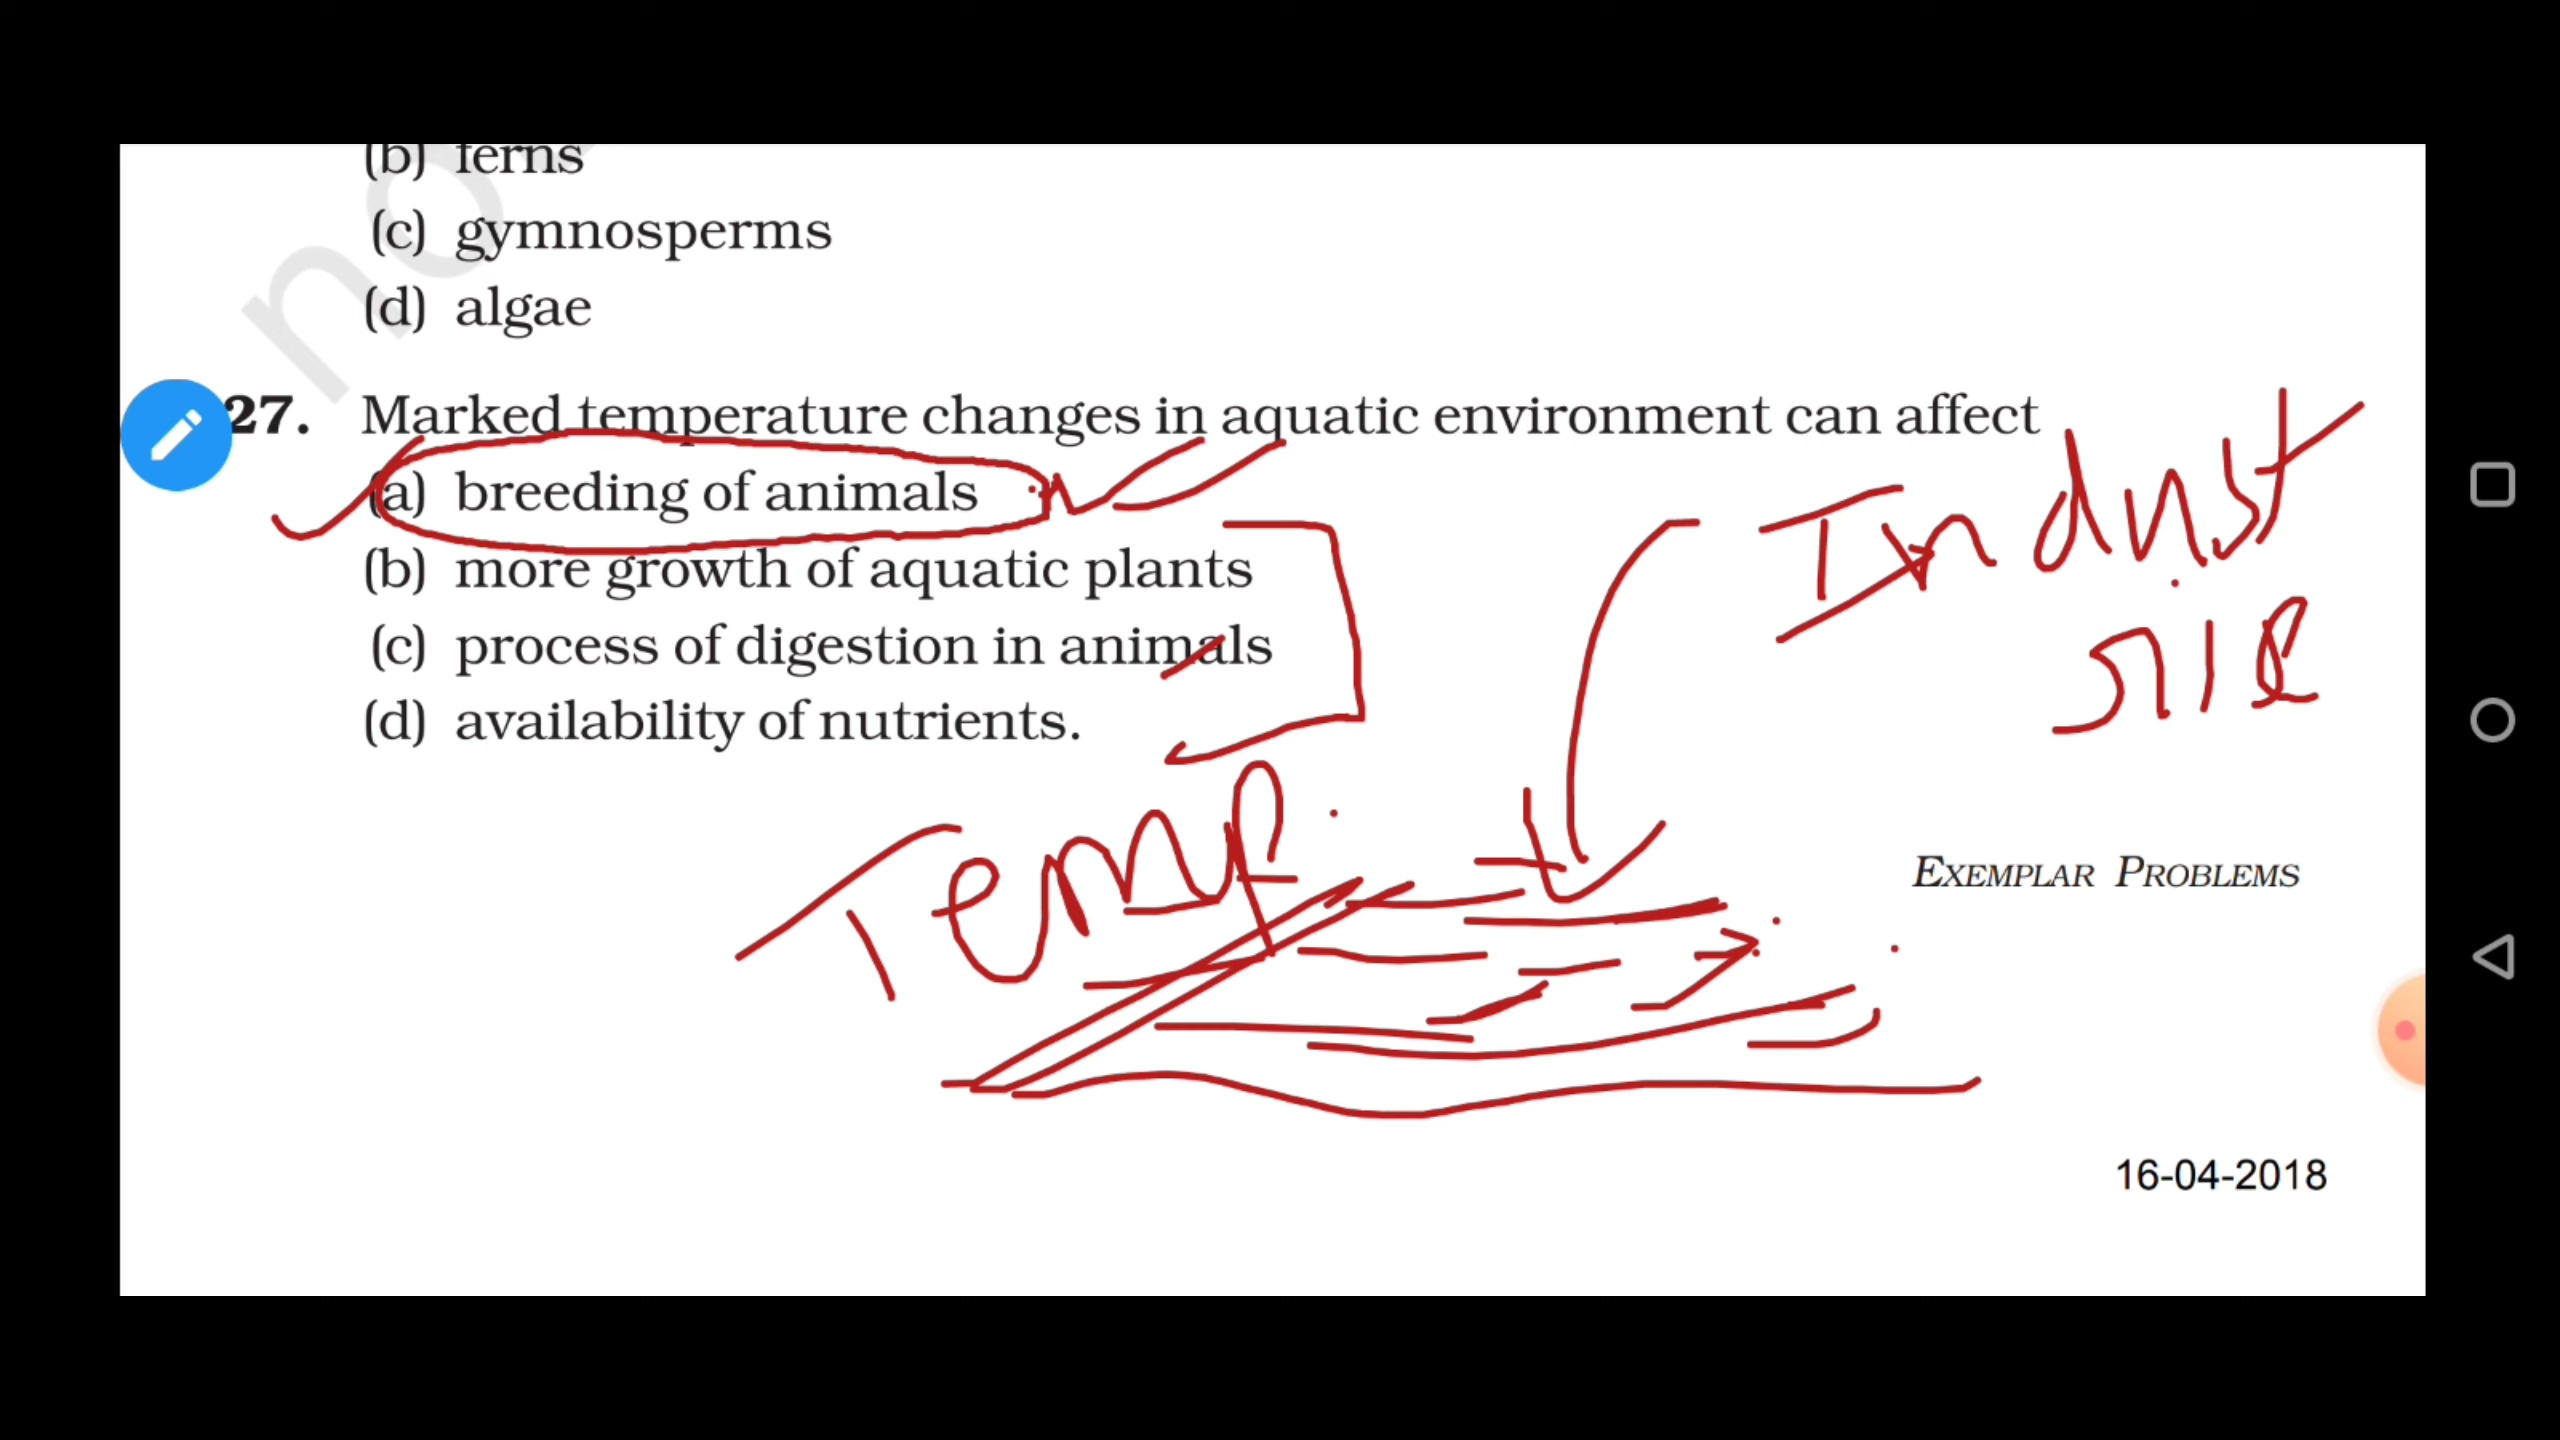 no
(b) ferns
(c) gymnosperms
(d) algae
27. Marked temperature changes in aquatic environment can affect
(a) breeding of animals
(b) more growth of aquatic plants
(c) process of digestion in animals
(d) availability of nutrients.
Indust
Temp.
EXEMPLAR PROBLEMS
16-04-2018